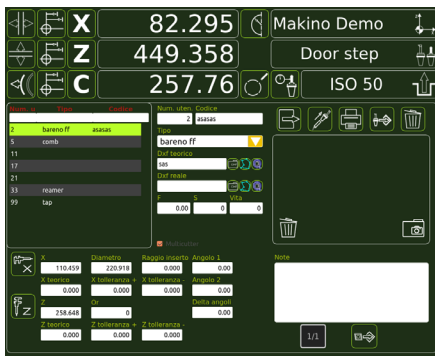 X 82.295 Makino Demo
Z 449.358 Door step
C 257.76 ISO 50
Num. u Tipo Codice
2 bareno ff asasas
5 comb
11
17
21
33 reamer
99 tap
Num. uten. Codice
2 asasas
Tipo
bareno ff
Dxf teorico
sas
Dxf reale
F S Vita
0.00 0 0
Multicutter
X Diametro Raggio inserto Angolo 1
110.459 220.918 0.000 0.00
X teorico X tolleranza + X tolleranza - Angolo 2
0.000 0.000 0.000 0.00
Z Or Delta angoli
258.648 0 0.00
Z teorico Z tolleranza + Z tolleranza -
0.000 0.000 0.000
X
Z
Note
1/1